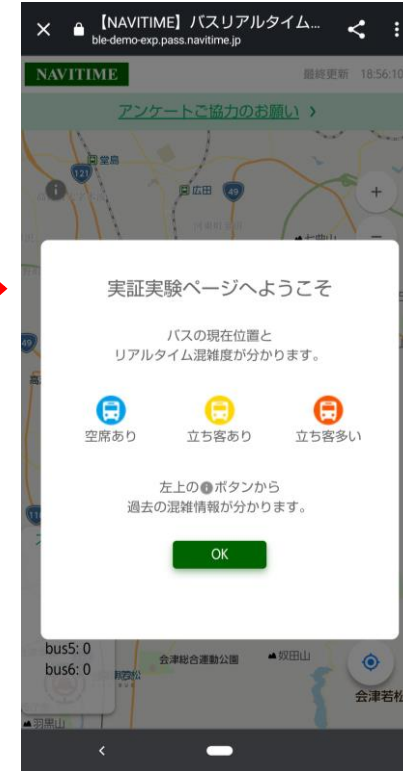 【NAVITIME】バスリアルタイム...
ble-demo-exp.pass.navitime.jp
NAVITIME
最終更新 18:56:10
アンケートご協力のお願い ›
堂島
121
広田
49
+
実証実験ページへようこそ
バスの現在位置と
リアルタイム混雑度が分かります。
空席あり
立ち客あり
立ち客多い
左上のiボタンから
過去の混雑情報が分かります。
OK
bus5: 0
bus6: 0
会津総合運動公園
会津若松